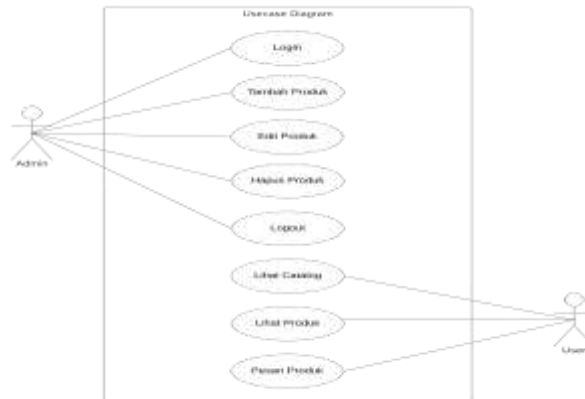 Usecase Diagram
Login
Tambah Produk
Edit Produk
Admin
Hapus Produk
Logout
Lihat Catalog
Lihat Produk
User
Pesan Produk